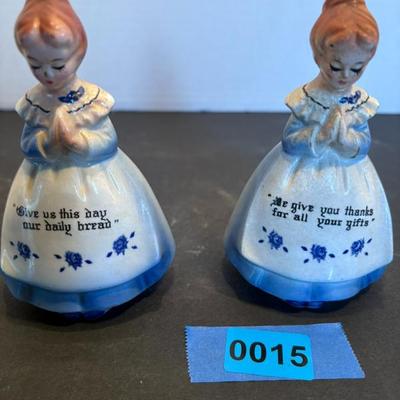 "Give us this day
our daily bread"
"We give you thanks
for all your gifts"
0015